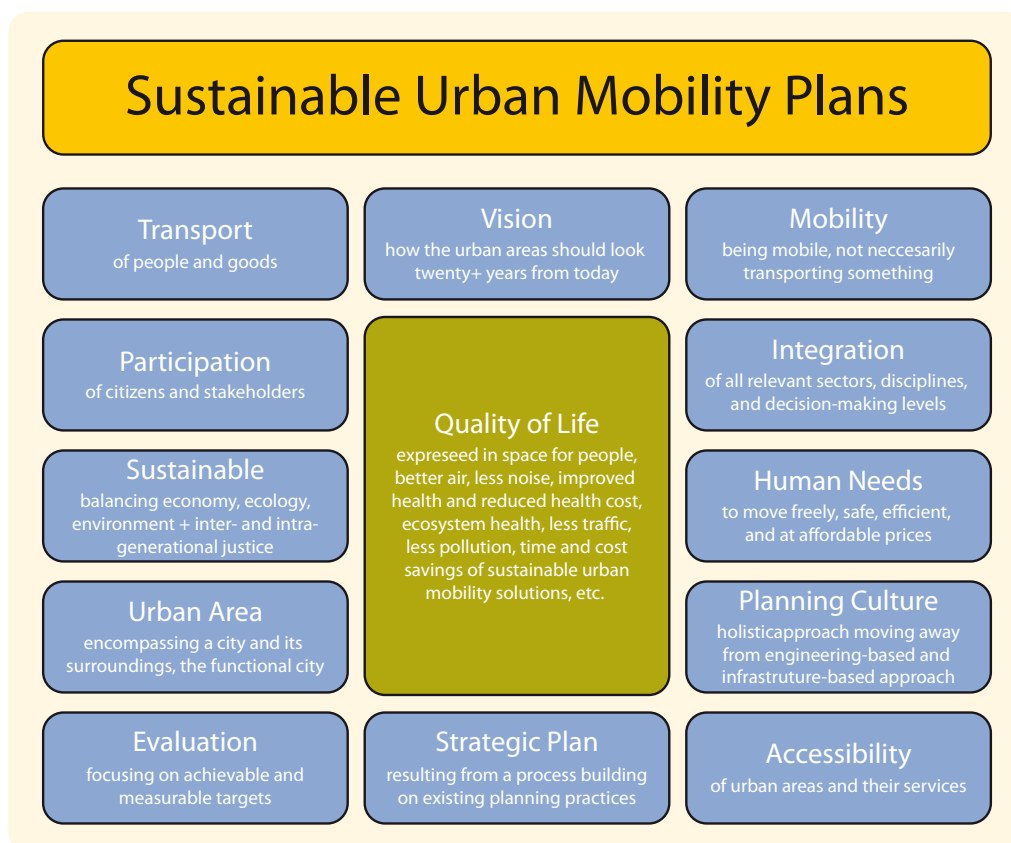 Sustainable Urban Mobility Plans
Transport
of people and goods
Vision
how the urban areas should look
twenty+ years from today
Mobility
being mobile, not neccesarily
transporting something
Participation
of citizens and stakeholders
Quality of Life
expreseed in space for people,
better air, less noise, improved
health and reduced health cost,
ecosystem health, less traffic,
less pollution, time and cost
savings of sustainable urban
mobility solutions, etc.
Integration
of all relevant sectors, disciplines,
and decision-making levels
Sustainable
balancing economy, ecology,
environment + inter- and intra-
generational justice
Human Needs
to move freely, safe, efficient,
and at affordable prices
Urban Area
encompassing a city and its
surroundings, the functional city
Planning Culture
holisticapproach moving away
from engineering-based and
infrastruture-based approach
Evaluation
focusing on achievable and
measurable targets
Strategic Plan
resulting from a process building
on existing planning practices
Accessibility
of urban areas and their services